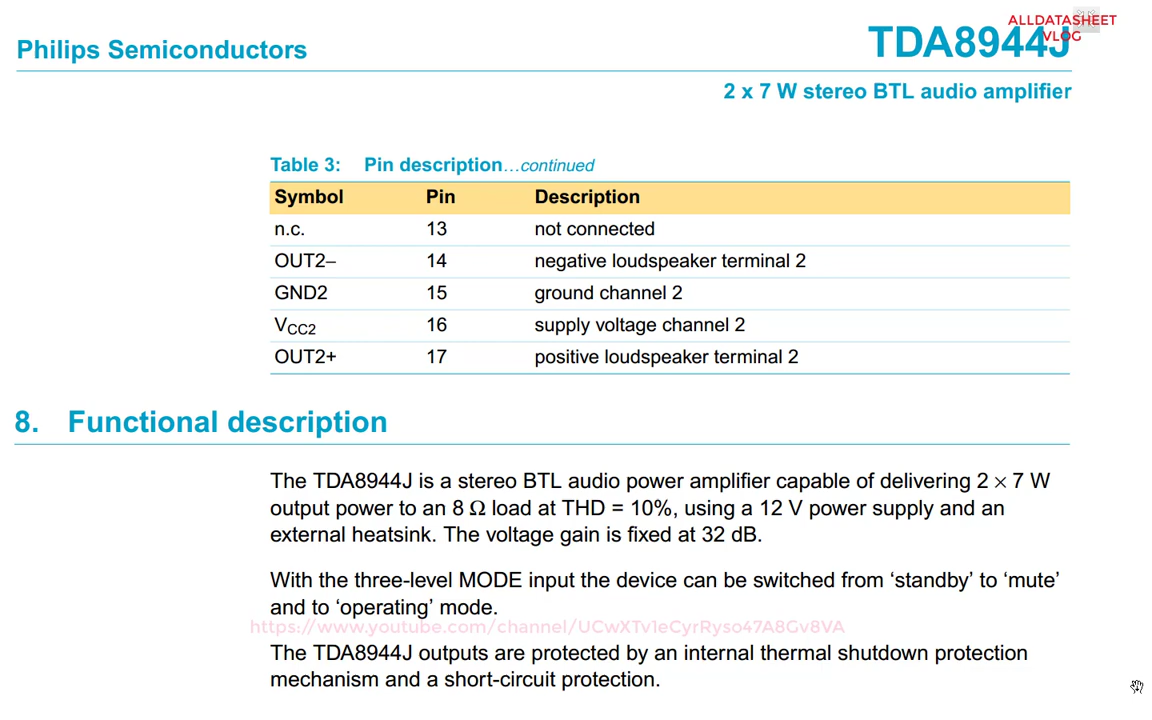 ALLDATASHEET
VLOG
Philips Semiconductors
TDA8944J
2 x 7 W stereo BTL audio amplifier
Table 3: Pin description…continued
Symbol Pin Description
n.c. 13 not connected
OUT2– 14 negative loudspeaker terminal 2
GND2 15 ground channel 2
VCC2 16 supply voltage channel 2
OUT2+ 17 positive loudspeaker terminal 2
8. Functional description
The TDA8944J is a stereo BTL audio power amplifier capable of delivering 2 × 7 W
output power to an 8 Ω load at THD = 10%, using a 12 V power supply and an
external heatsink. The voltage gain is fixed at 32 dB.
With the three-level MODE input the device can be switched from ‘standby’ to ‘mute’
and to ‘operating’ mode.
https://www.youtube.com/channel/UCwXTv1eCyrRyso47A8Gv8VA
The TDA8944J outputs are protected by an internal thermal shutdown protection
mechanism and a short-circuit protection.